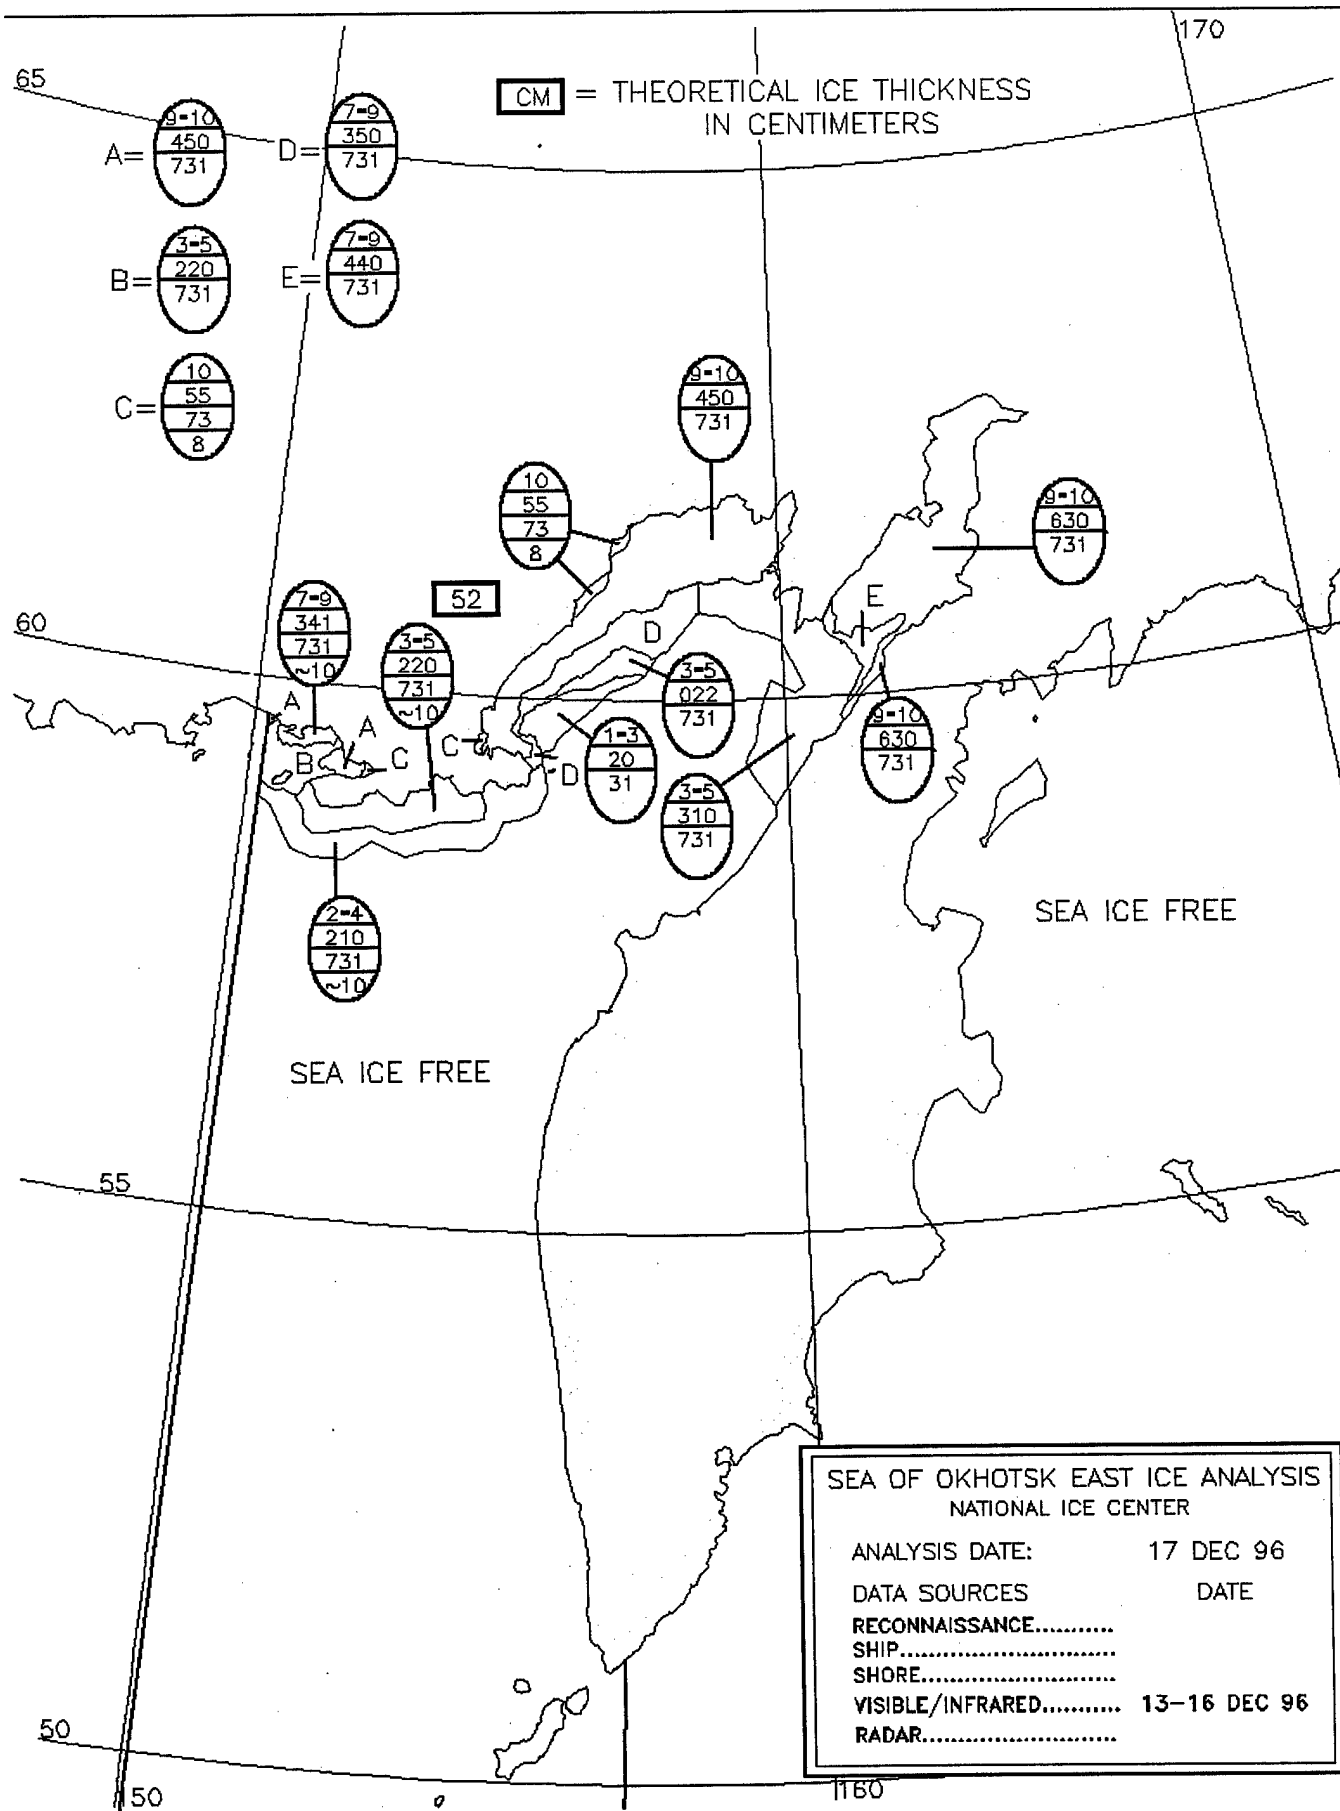 170
65
CM = THEORETICAL ICE THICKNESS
IN CENTIMETERS
A=
9-10
450
731
D=
7-9
350
731
B=
3-5
220
731
E=
7-9
440
731
C=
10
55
73
8
9-10
450
731
10
55
73
8
9-10
630
731
52
E
60
7-9
341
731
~10
3-5
220
731
~10
D
3-5
022
731
A
A
B
C
C
D
1-3
20
31
9-10
630
731
3-5
310
731
2-4
210
731
~10
SEA ICE FREE
SEA ICE FREE
55
SEA OF OKHOTSK EAST ICE ANALYSIS
NATIONAL ICE CENTER
ANALYSIS DATE: 17 DEC 96
DATA SOURCES DATE
RECONNAISSANCE...........
SHIP...........................
SHORE........................
VISIBLE/INFRARED........... 13-16 DEC 96
RADAR........................
50
150
160